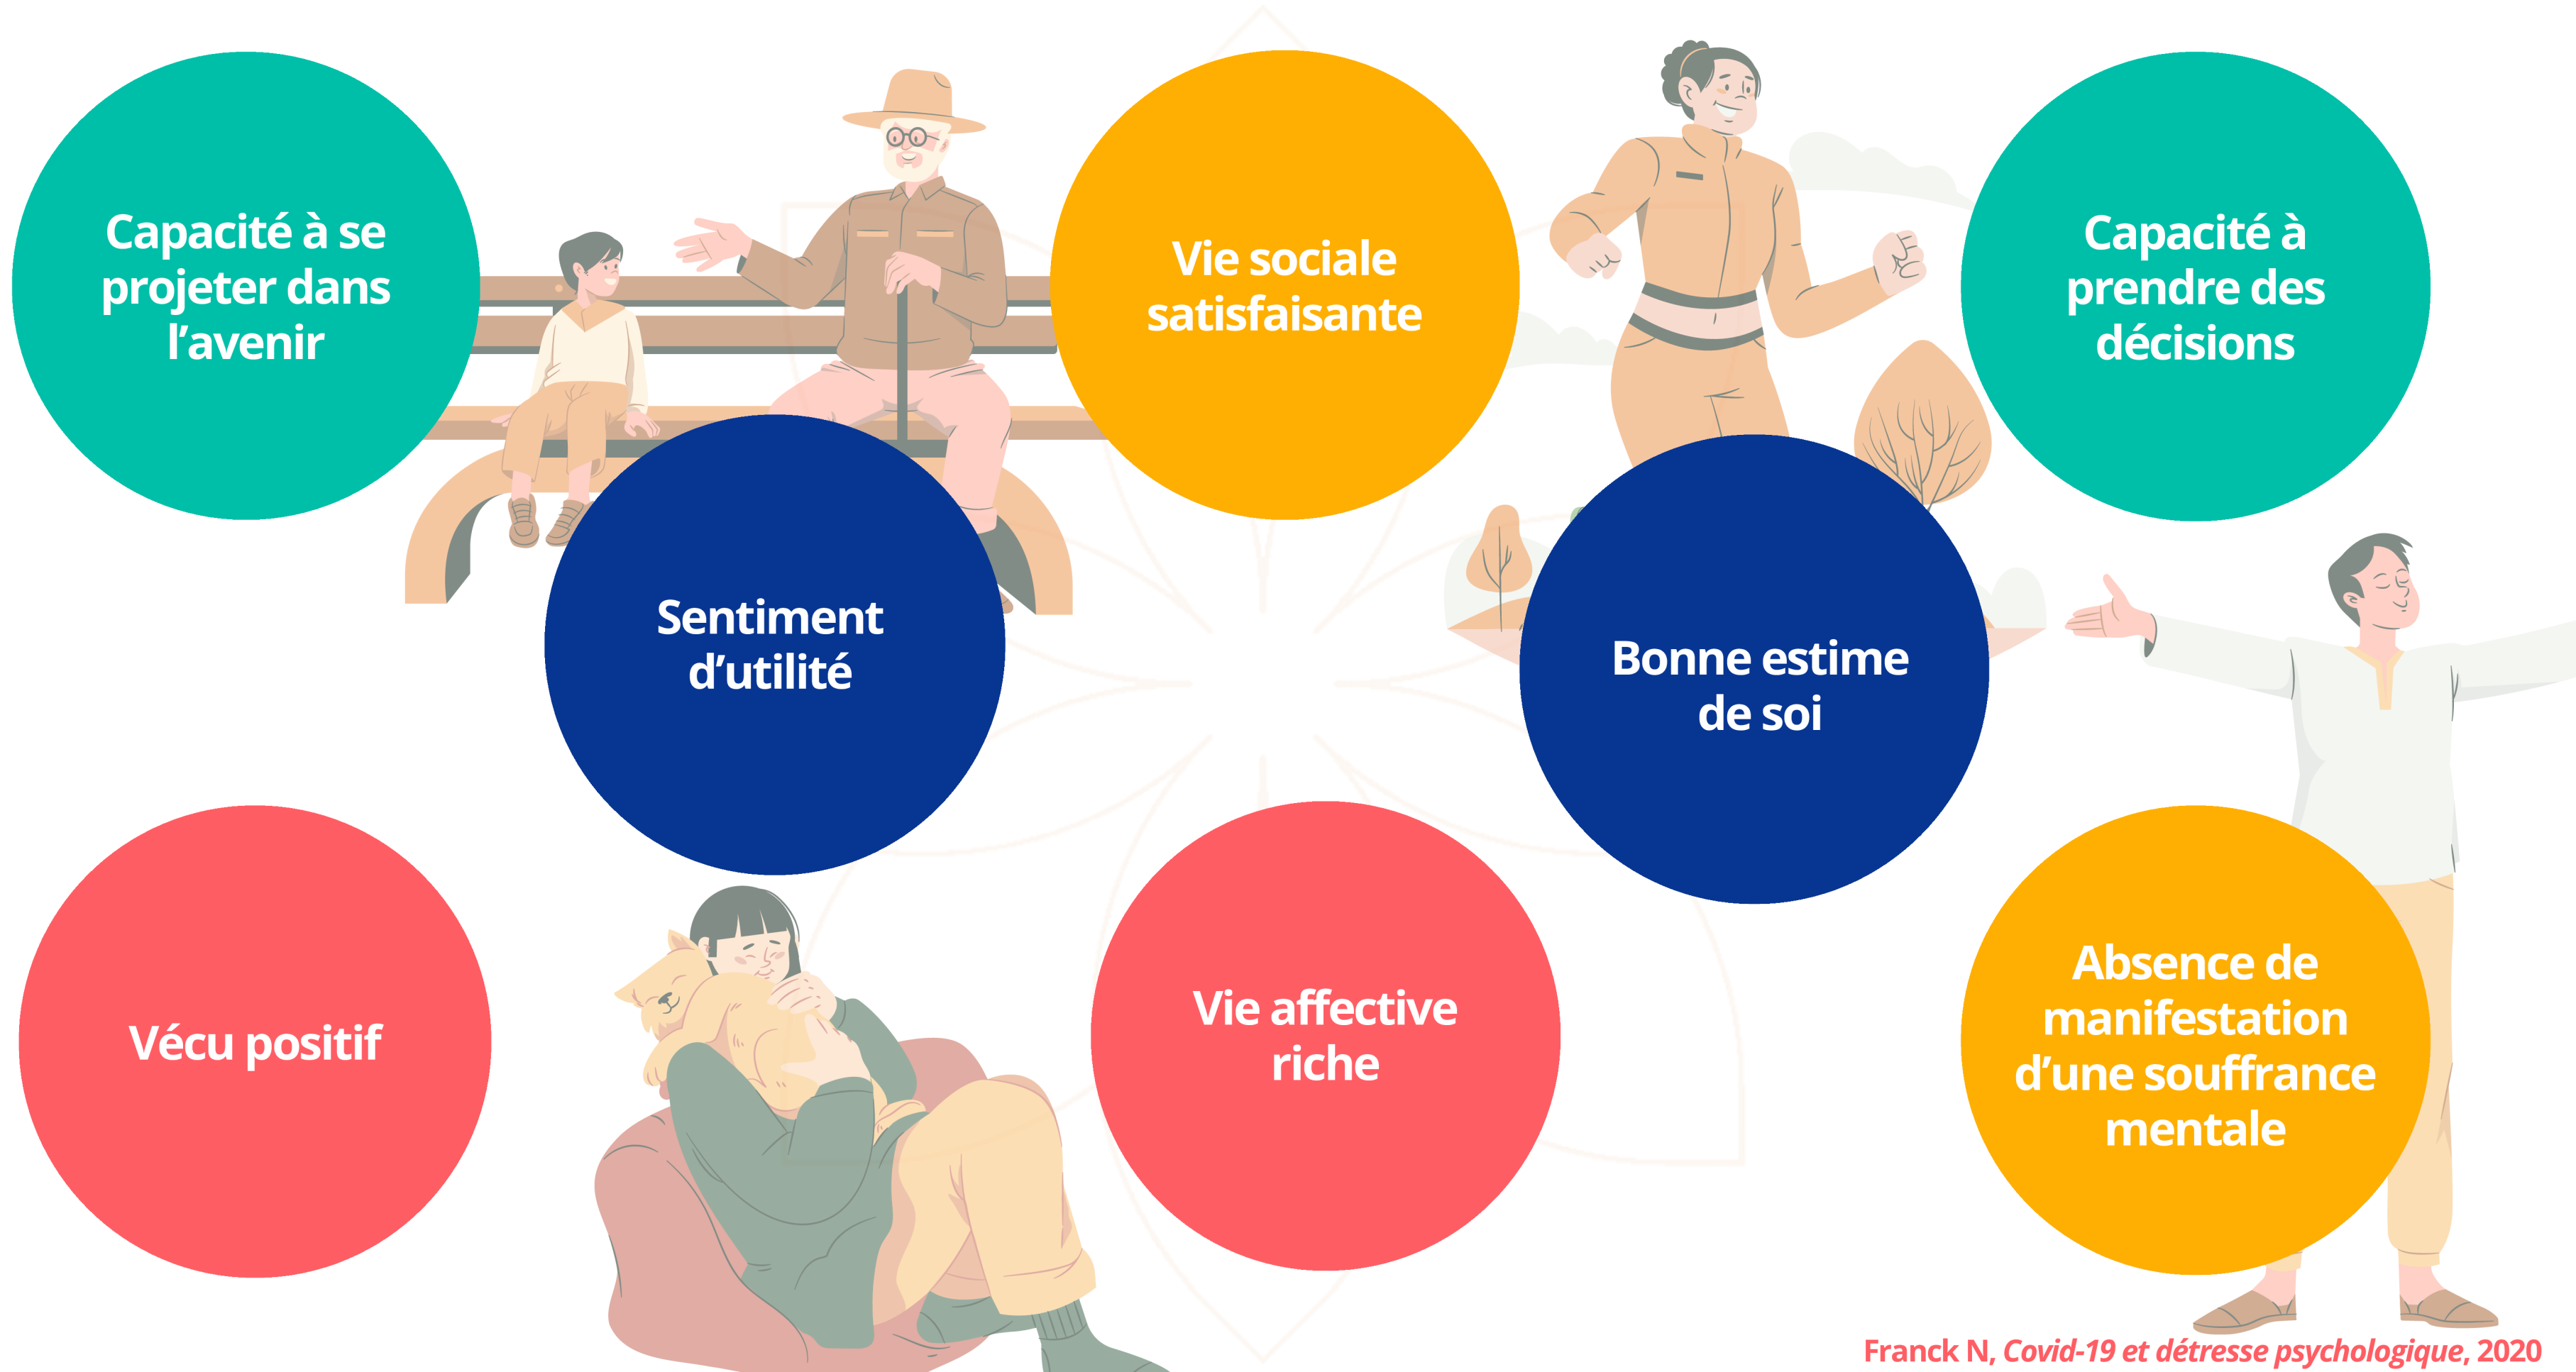 Capacité à se
projeter dans
l’avenir
Vie sociale
satisfaisante
Capacité à
prendre des
décisions
Sentiment
d’utilité
Bonne estime
de soi
Vécu positif
Vie affective
riche
Absence de
manifestation
d’une souffrance
mentale
Franck N, Covid-19 et détresse psychologique, 2020